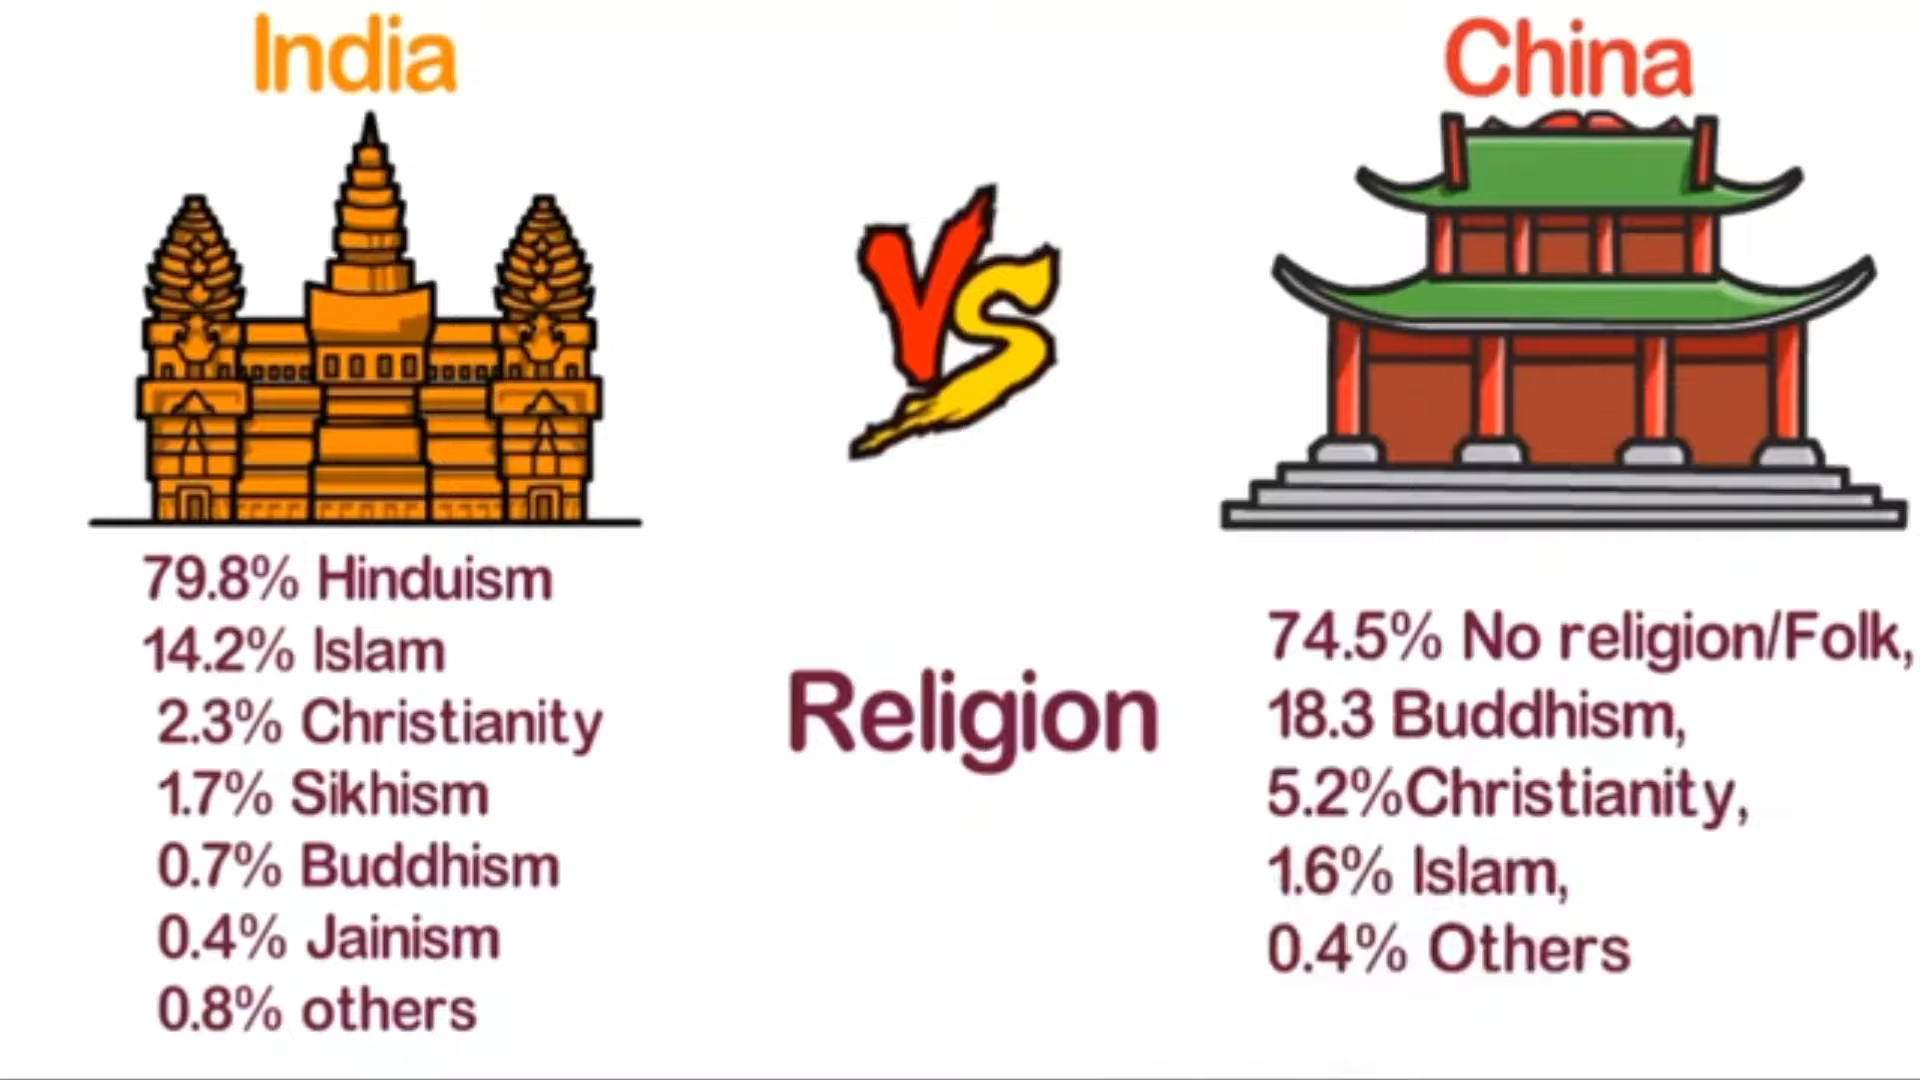 India
China
VS
79.8% Hinduism
14.2% Islam
2.3% Christianity
1.7% Sikhism
0.7% Buddhism
0.4% Jainism
0.8% others
Religion
74.5% No religion/Folk,
18.3 Buddhism,
5.2%Christianity,
1.6% Islam,
0.4% Others